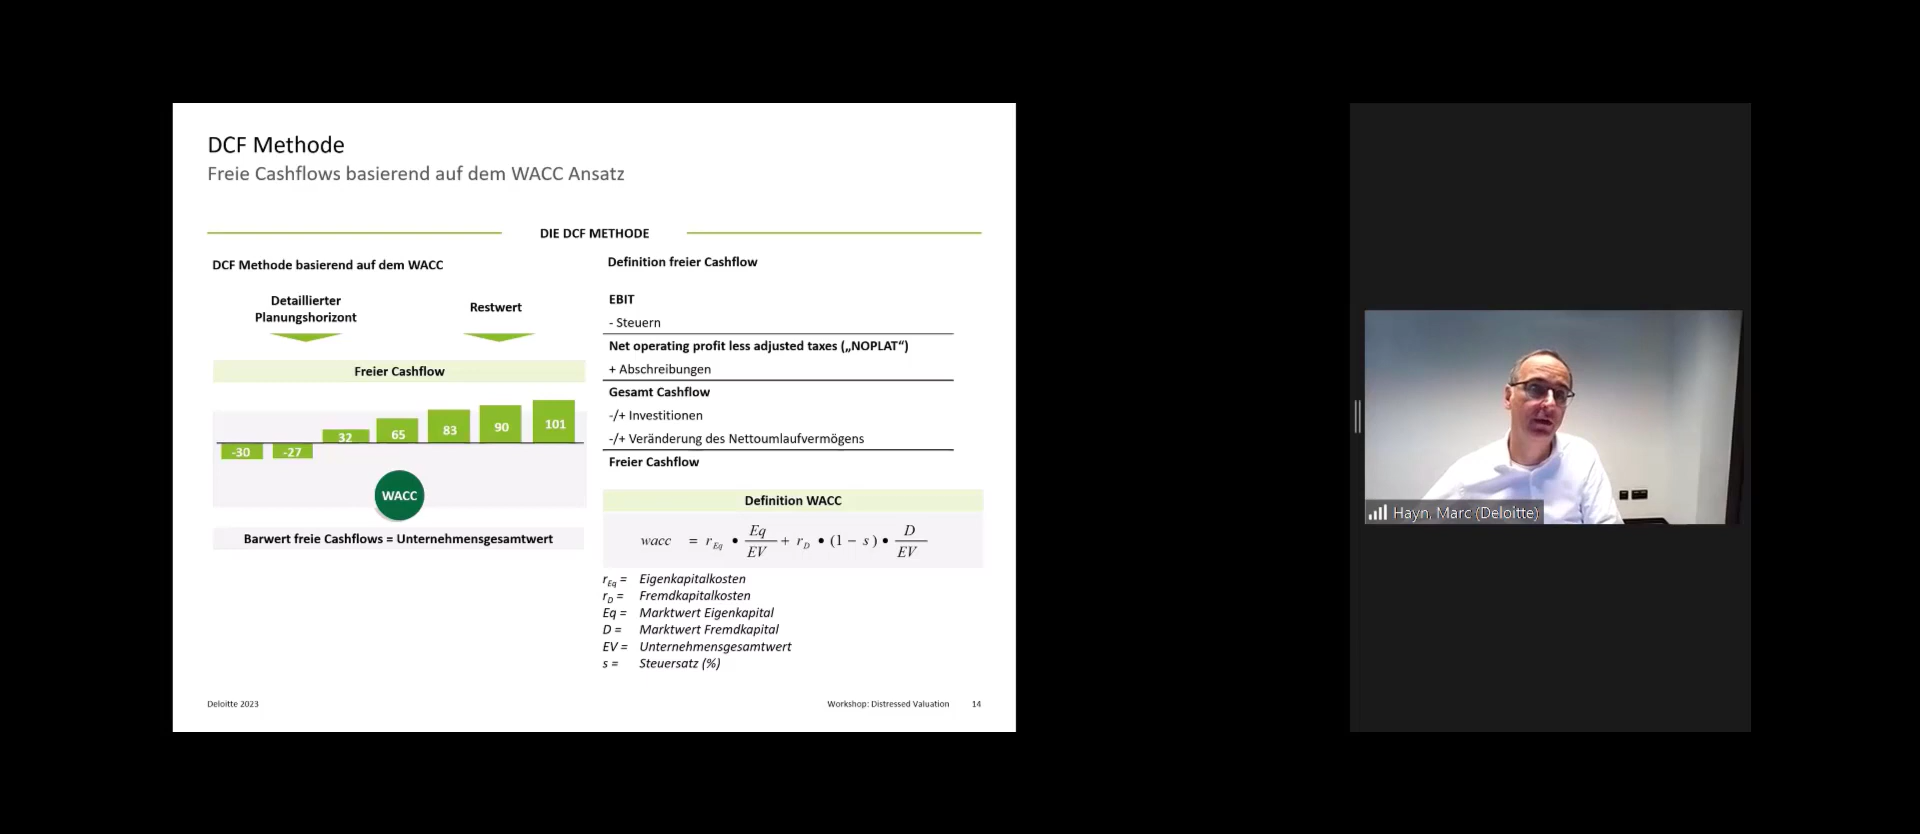 DCF Methode
Freie Cashflows basierend auf dem WACC Ansatz
DIE DCF METHODE
DCF Methode basierend auf dem WACC
Detaillierter
Planungshorizont
Restwert
Freier Cashflow
-30 -27 32 65 83 90 101
WACC
Barwert freie Cashflows = Unternehmensgesamtwert
Definition freier Cashflow
EBIT
- Steuern
Net operating profit less adjusted taxes („NOPLAT“)
+ Abschreibungen
Gesamt Cashflow
-/+ Investitionen
-/+ Veränderung des Nettoumlaufvermögens
Freier Cashflow
Definition WACC
wacc = r_Eq • Eq/EV + r_D • (1 − s) • D/EV
r_Eq = Eigenkapitalkosten
r_D = Fremdkapitalkosten
Eq = Marktwert Eigenkapital
D = Marktwert Fremdkapital
EV = Unternehmensgesamtwert
s = Steuersatz (%)
Deloitte 2023
Workshop: Distressed Valuation 14
Hayn, Marc (Deloitte)